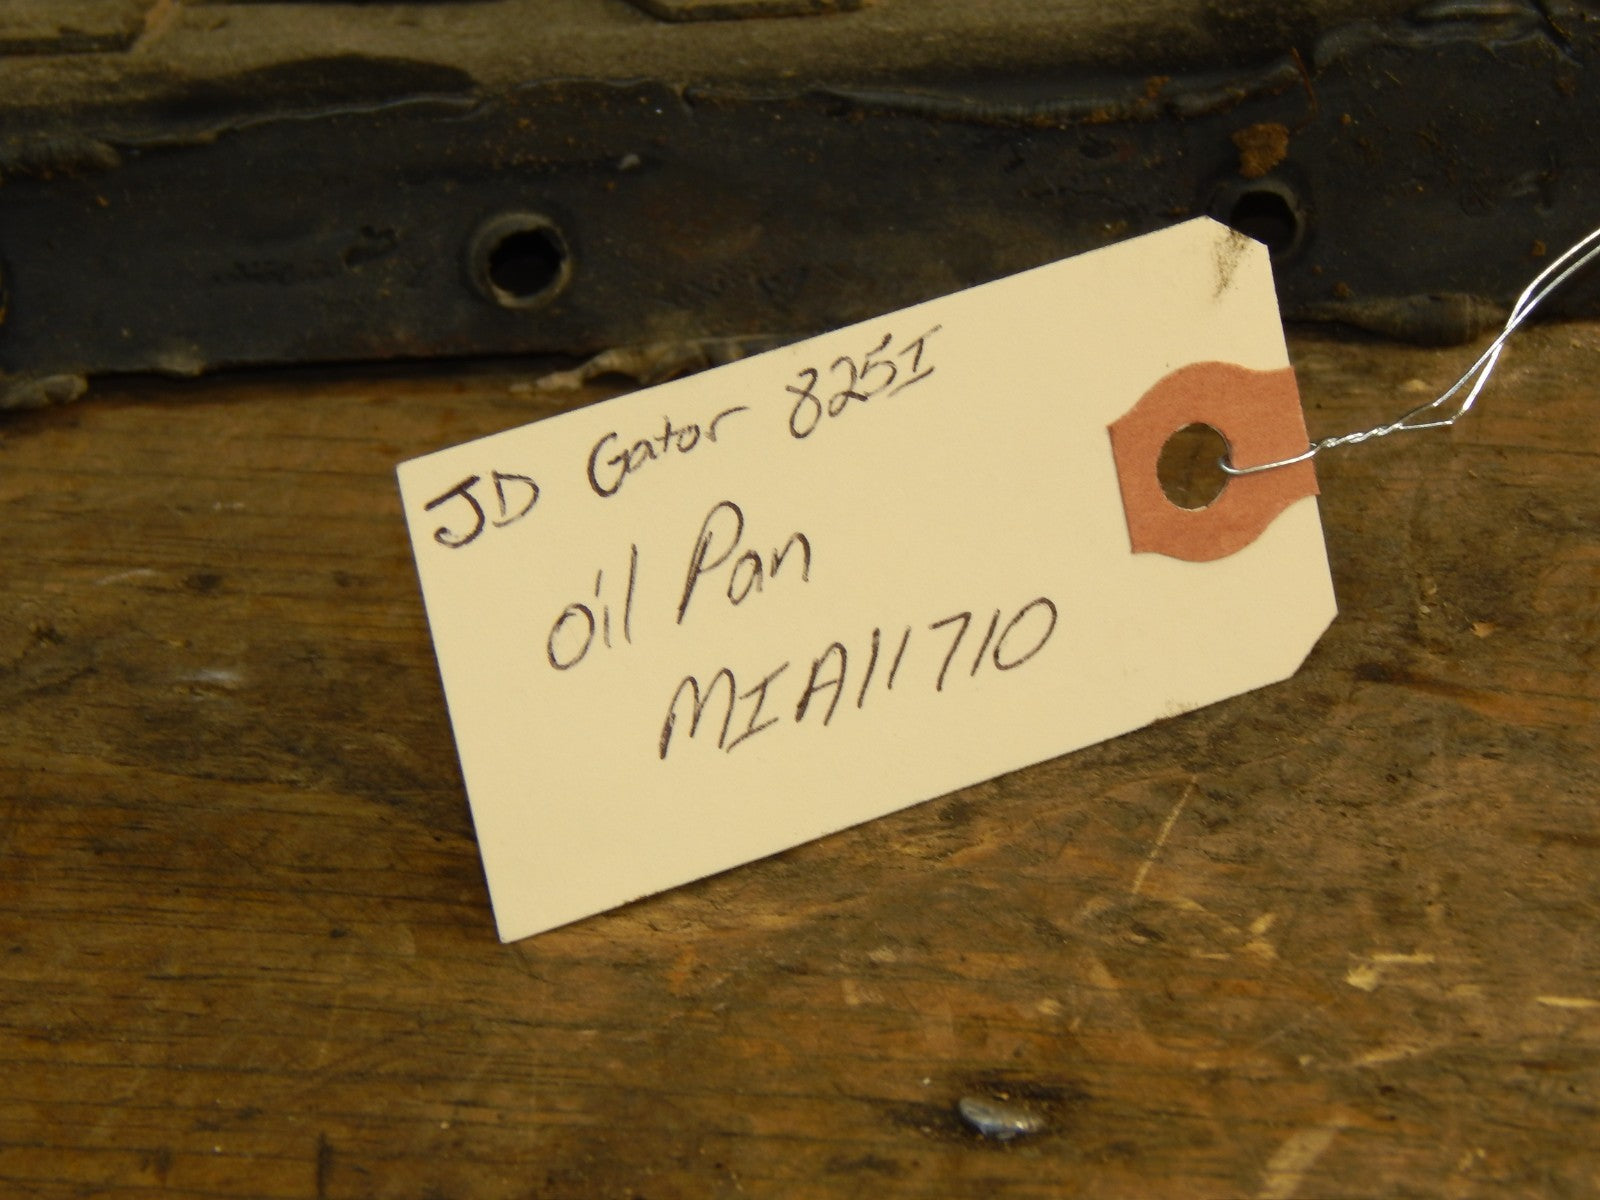 JD Gator 825I
oil Pan
MIA11710